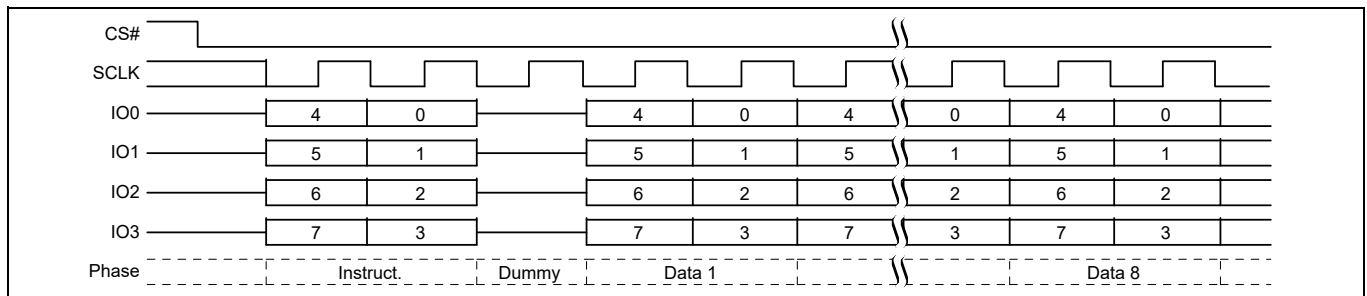 CS#
SCLK
IO0 4 0 4 0 4 0 4 0
IO1 5 1 5 1 5 1 5 1
IO2 6 2 6 2 6 2 6 2
IO3 7 3 7 3 7 3 7 3
Phase Instruct. Dummy Data 1 Data 8